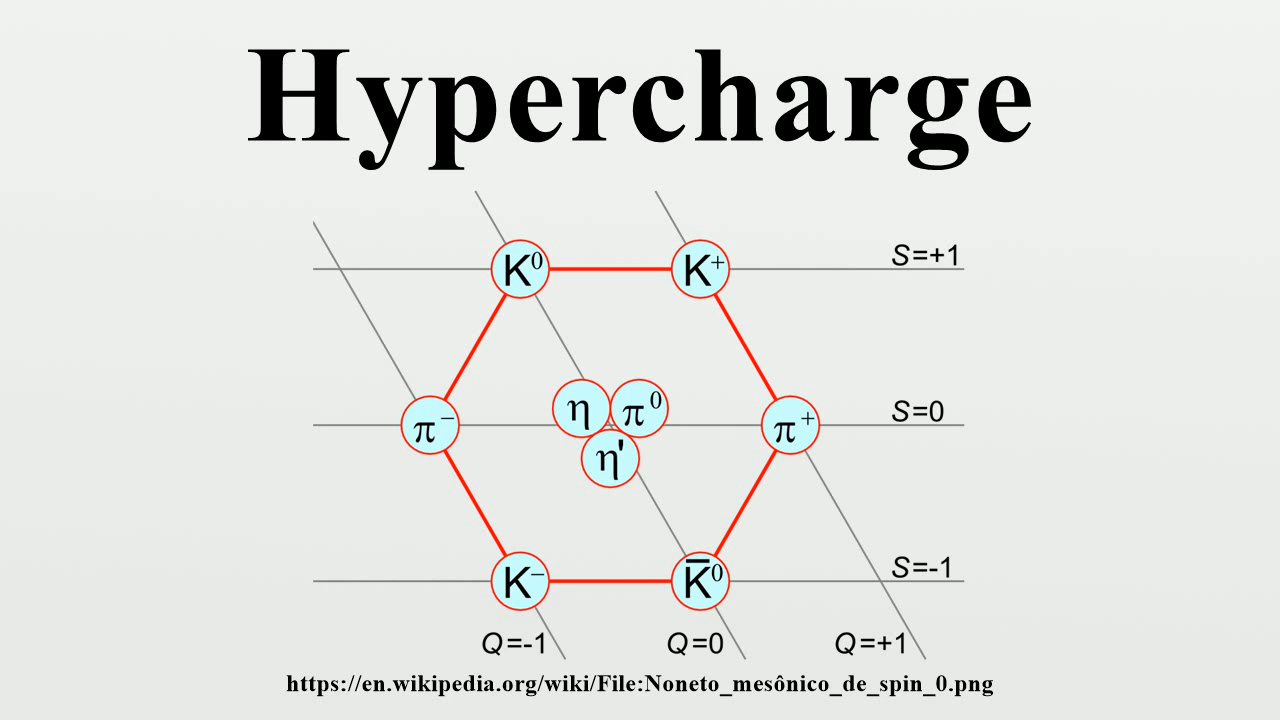 Hypercharge
K⁰ K⁺ S=+1
η π⁰
π⁻ π⁺ S=0
η'
K⁻ K̅⁰ S=-1
Q=-1 Q=0 Q=+1
https://en.wikipedia.org/wiki/File:Noneto_mesônico_de_spin_0.png